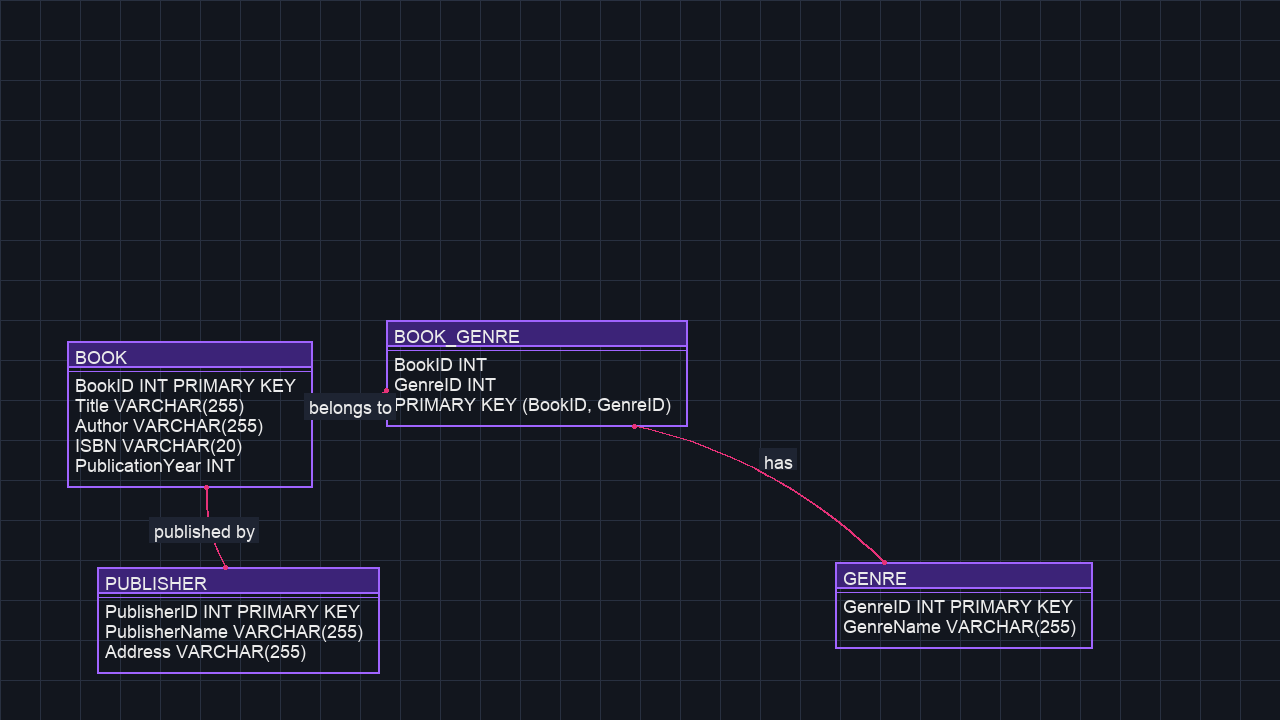 BOOK_GENRE
BookID INT
GenreID INT
PRIMARY KEY (BookID, GenreID)
BOOK
BookID INT PRIMARY KEY
Title VARCHAR(255)
Author VARCHAR(255)
ISBN VARCHAR(20)
PublicationYear INT
belongs to
has
published by
PUBLISHER
PublisherID INT PRIMARY KEY
PublisherName VARCHAR(255)
Address VARCHAR(255)
GENRE
GenreID INT PRIMARY KEY
GenreName VARCHAR(255)